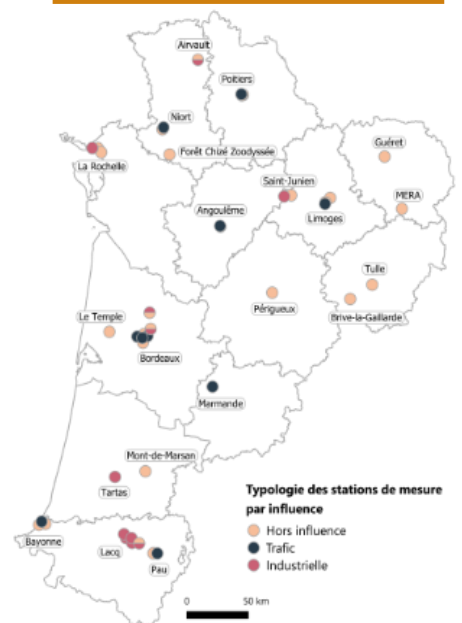 Airvault
Poitiers
Niort
Forêt Chizé Zoodyssée
La Rochelle
Guéret
Saint-Junien
MERA
Angoulême
Limoges
Tulle
Périgueux
Brive-la-Gaillarde
Le Temple
Bordeaux
Marmande
Mont-de-Marsan
Tartas
Typologie des stations de mesure
par influence
Hors influence
Trafic
Industrielle
Bayonne
Lacq
Pau
0 50 km